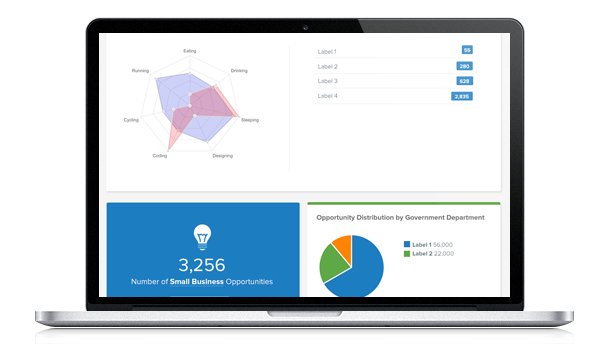 Eating
Running
Drinking
Cycling
Sleeping
Coding
Designing
Label 1 55
Label 2 280
Label 3 628
Label 4 2,835
3,256
Number of Small Business Opportunities
Opportunity Distribution by Government Department
Label 1 56,000
Label 2 22,000